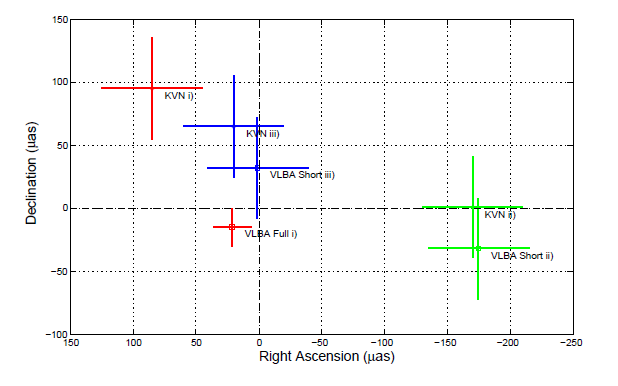 150
100
50
0
−50
−100
Declination (µas)
KVN i)
KVN iii)
VLBA Short iii)
VLBA Full i)
KVN ii)
VLBA Short ii)
150 100 50 0 −50 −100 −150 −200 −250
Right Ascension (µas)